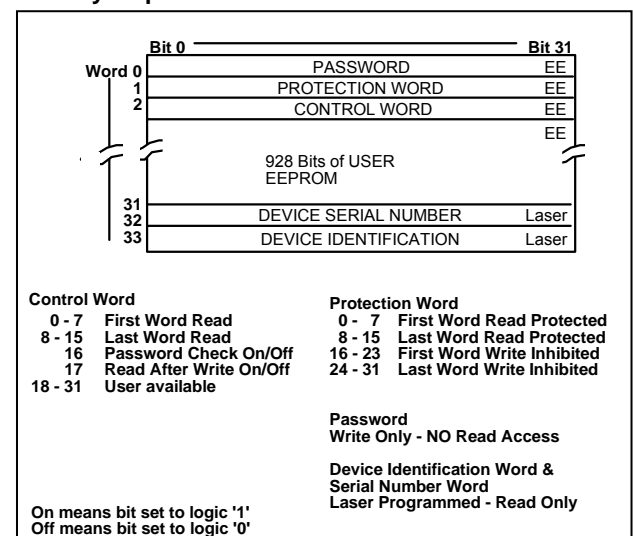 Bit 0 Bit 31
Word 0 PASSWORD EE
1 PROTECTION WORD EE
2 CONTROL WORD EE
EE
928 Bits of USER
EEPROM
31
32 DEVICE SERIAL NUMBER Laser
33 DEVICE IDENTIFICATION Laser
Control Word
0 - 7 First Word Read
8 - 15 Last Word Read
16 Password Check On/Off
17 Read After Write On/Off
18 - 31 User available
On means bit set to logic '1'
Off means bit set to logic '0'
Protection Word
0 - 7 First Word Read Protected
8 - 15 Last Word Read Protected
16 - 23 First Word Write Inhibited
24 - 31 Last Word Write Inhibited
Password
Write Only - NO Read Access
Device Identification Word &
Serial Number Word
Laser Programmed - Read Only